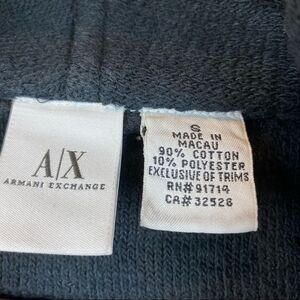 A|X
ARMANI EXCHANGE
S
MADE IN
MACAU
90% COTTON
10% POLYESTER
EXCLUSIVE OF TRIMS
RN#91714
CA#32526